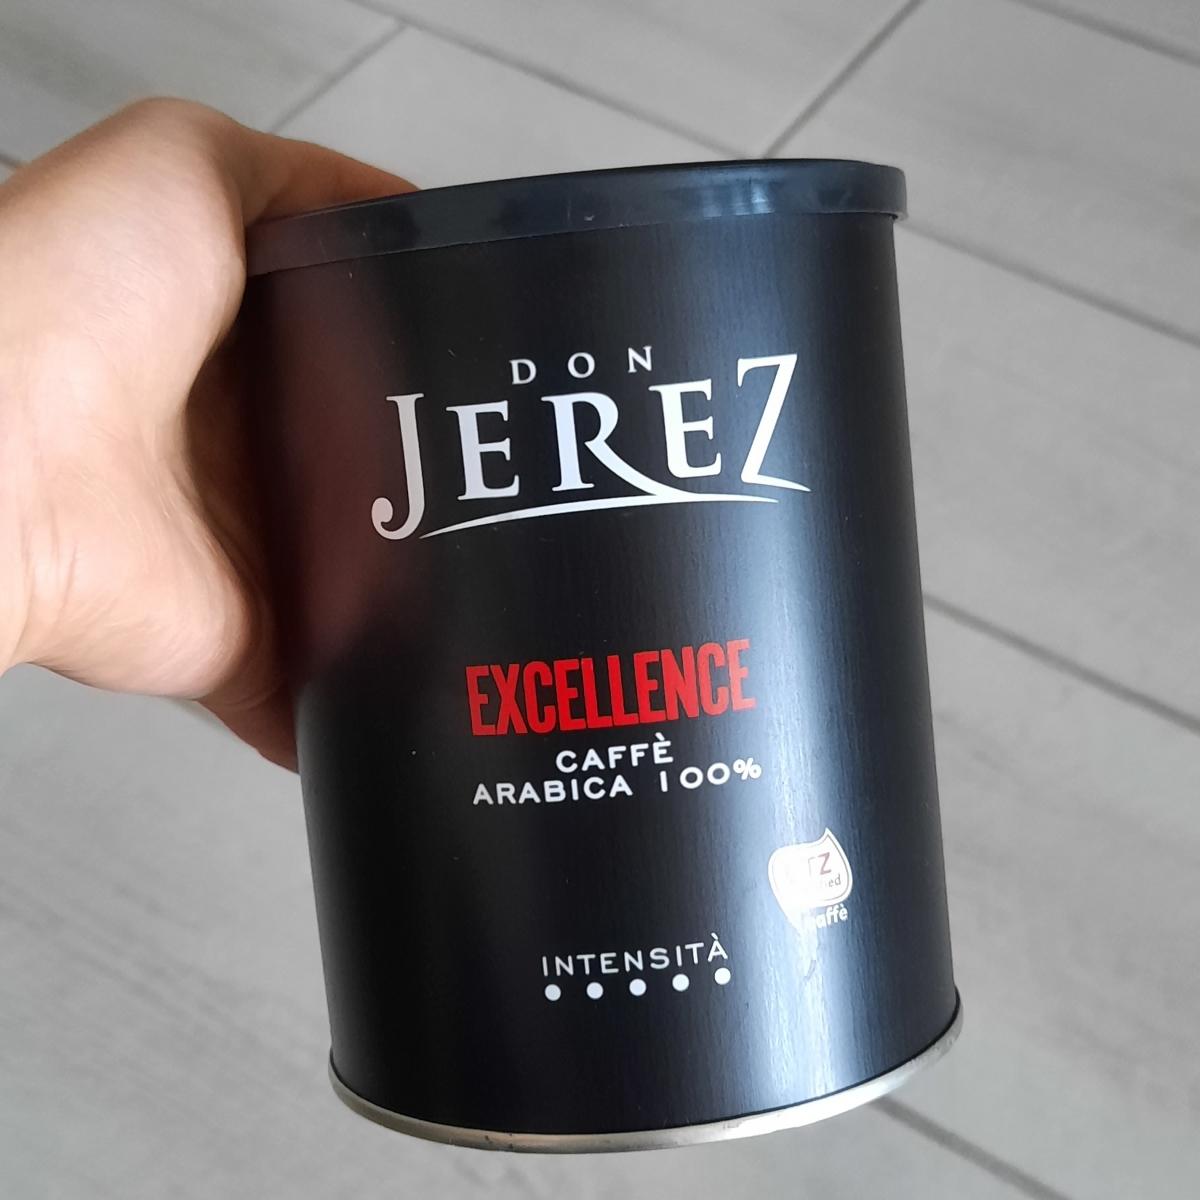 DON
JEREZ
EXCELLENCE
CAFFÈ
ARABICA 100%
INTENSITÀ